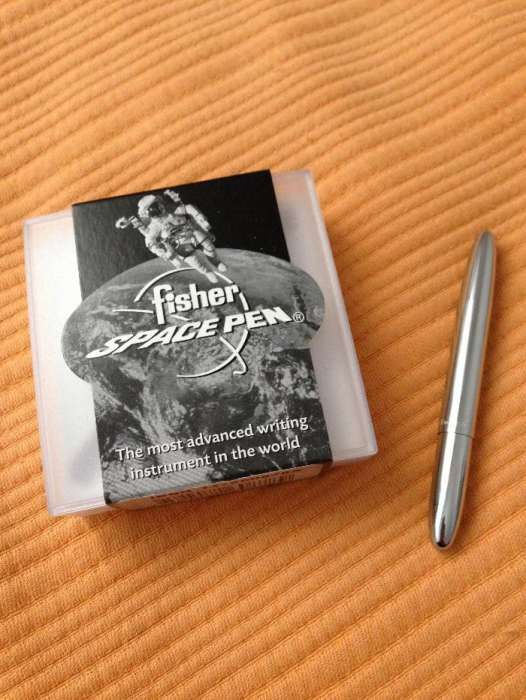 fisher
SPACE PEN®
The most advanced writing
instrument in the world